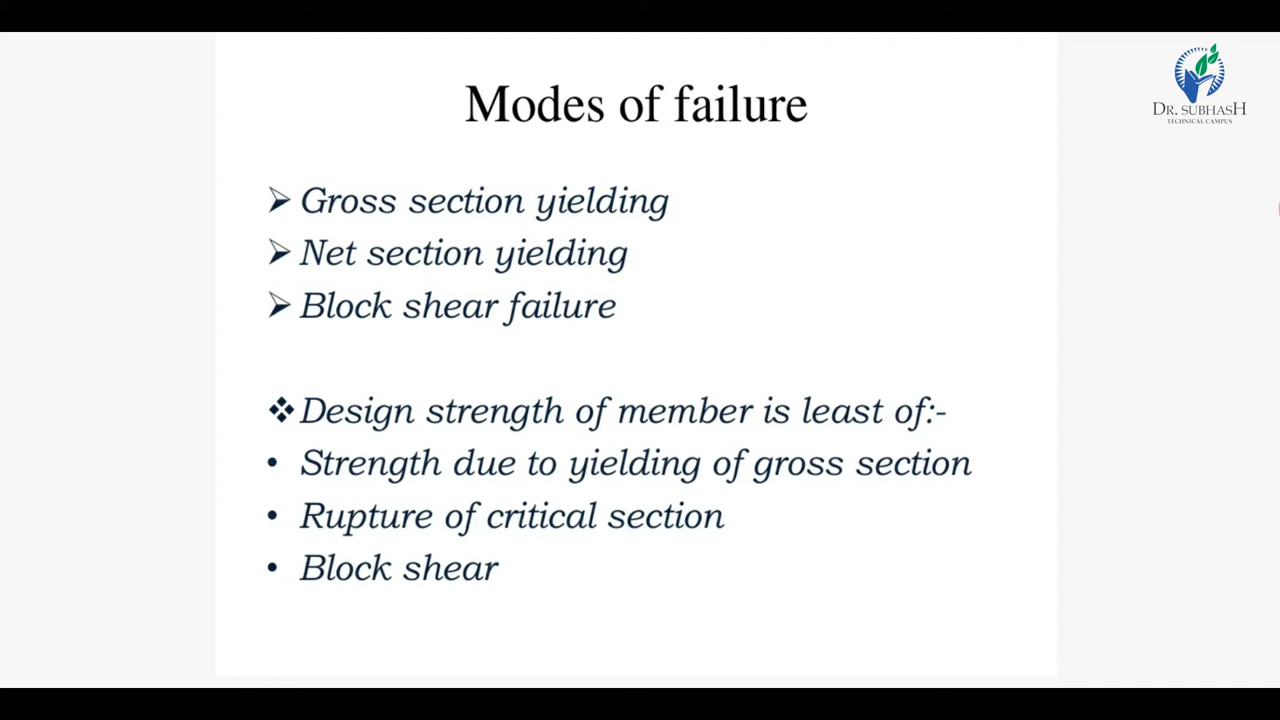 DR. SUBHASH
TECHNICAL CAMPUS
Modes of failure
➢ Gross section yielding
➢ Net section yielding
➢ Block shear failure
❖ Design strength of member is least of:-
• Strength due to yielding of gross section
• Rupture of critical section
• Block shear